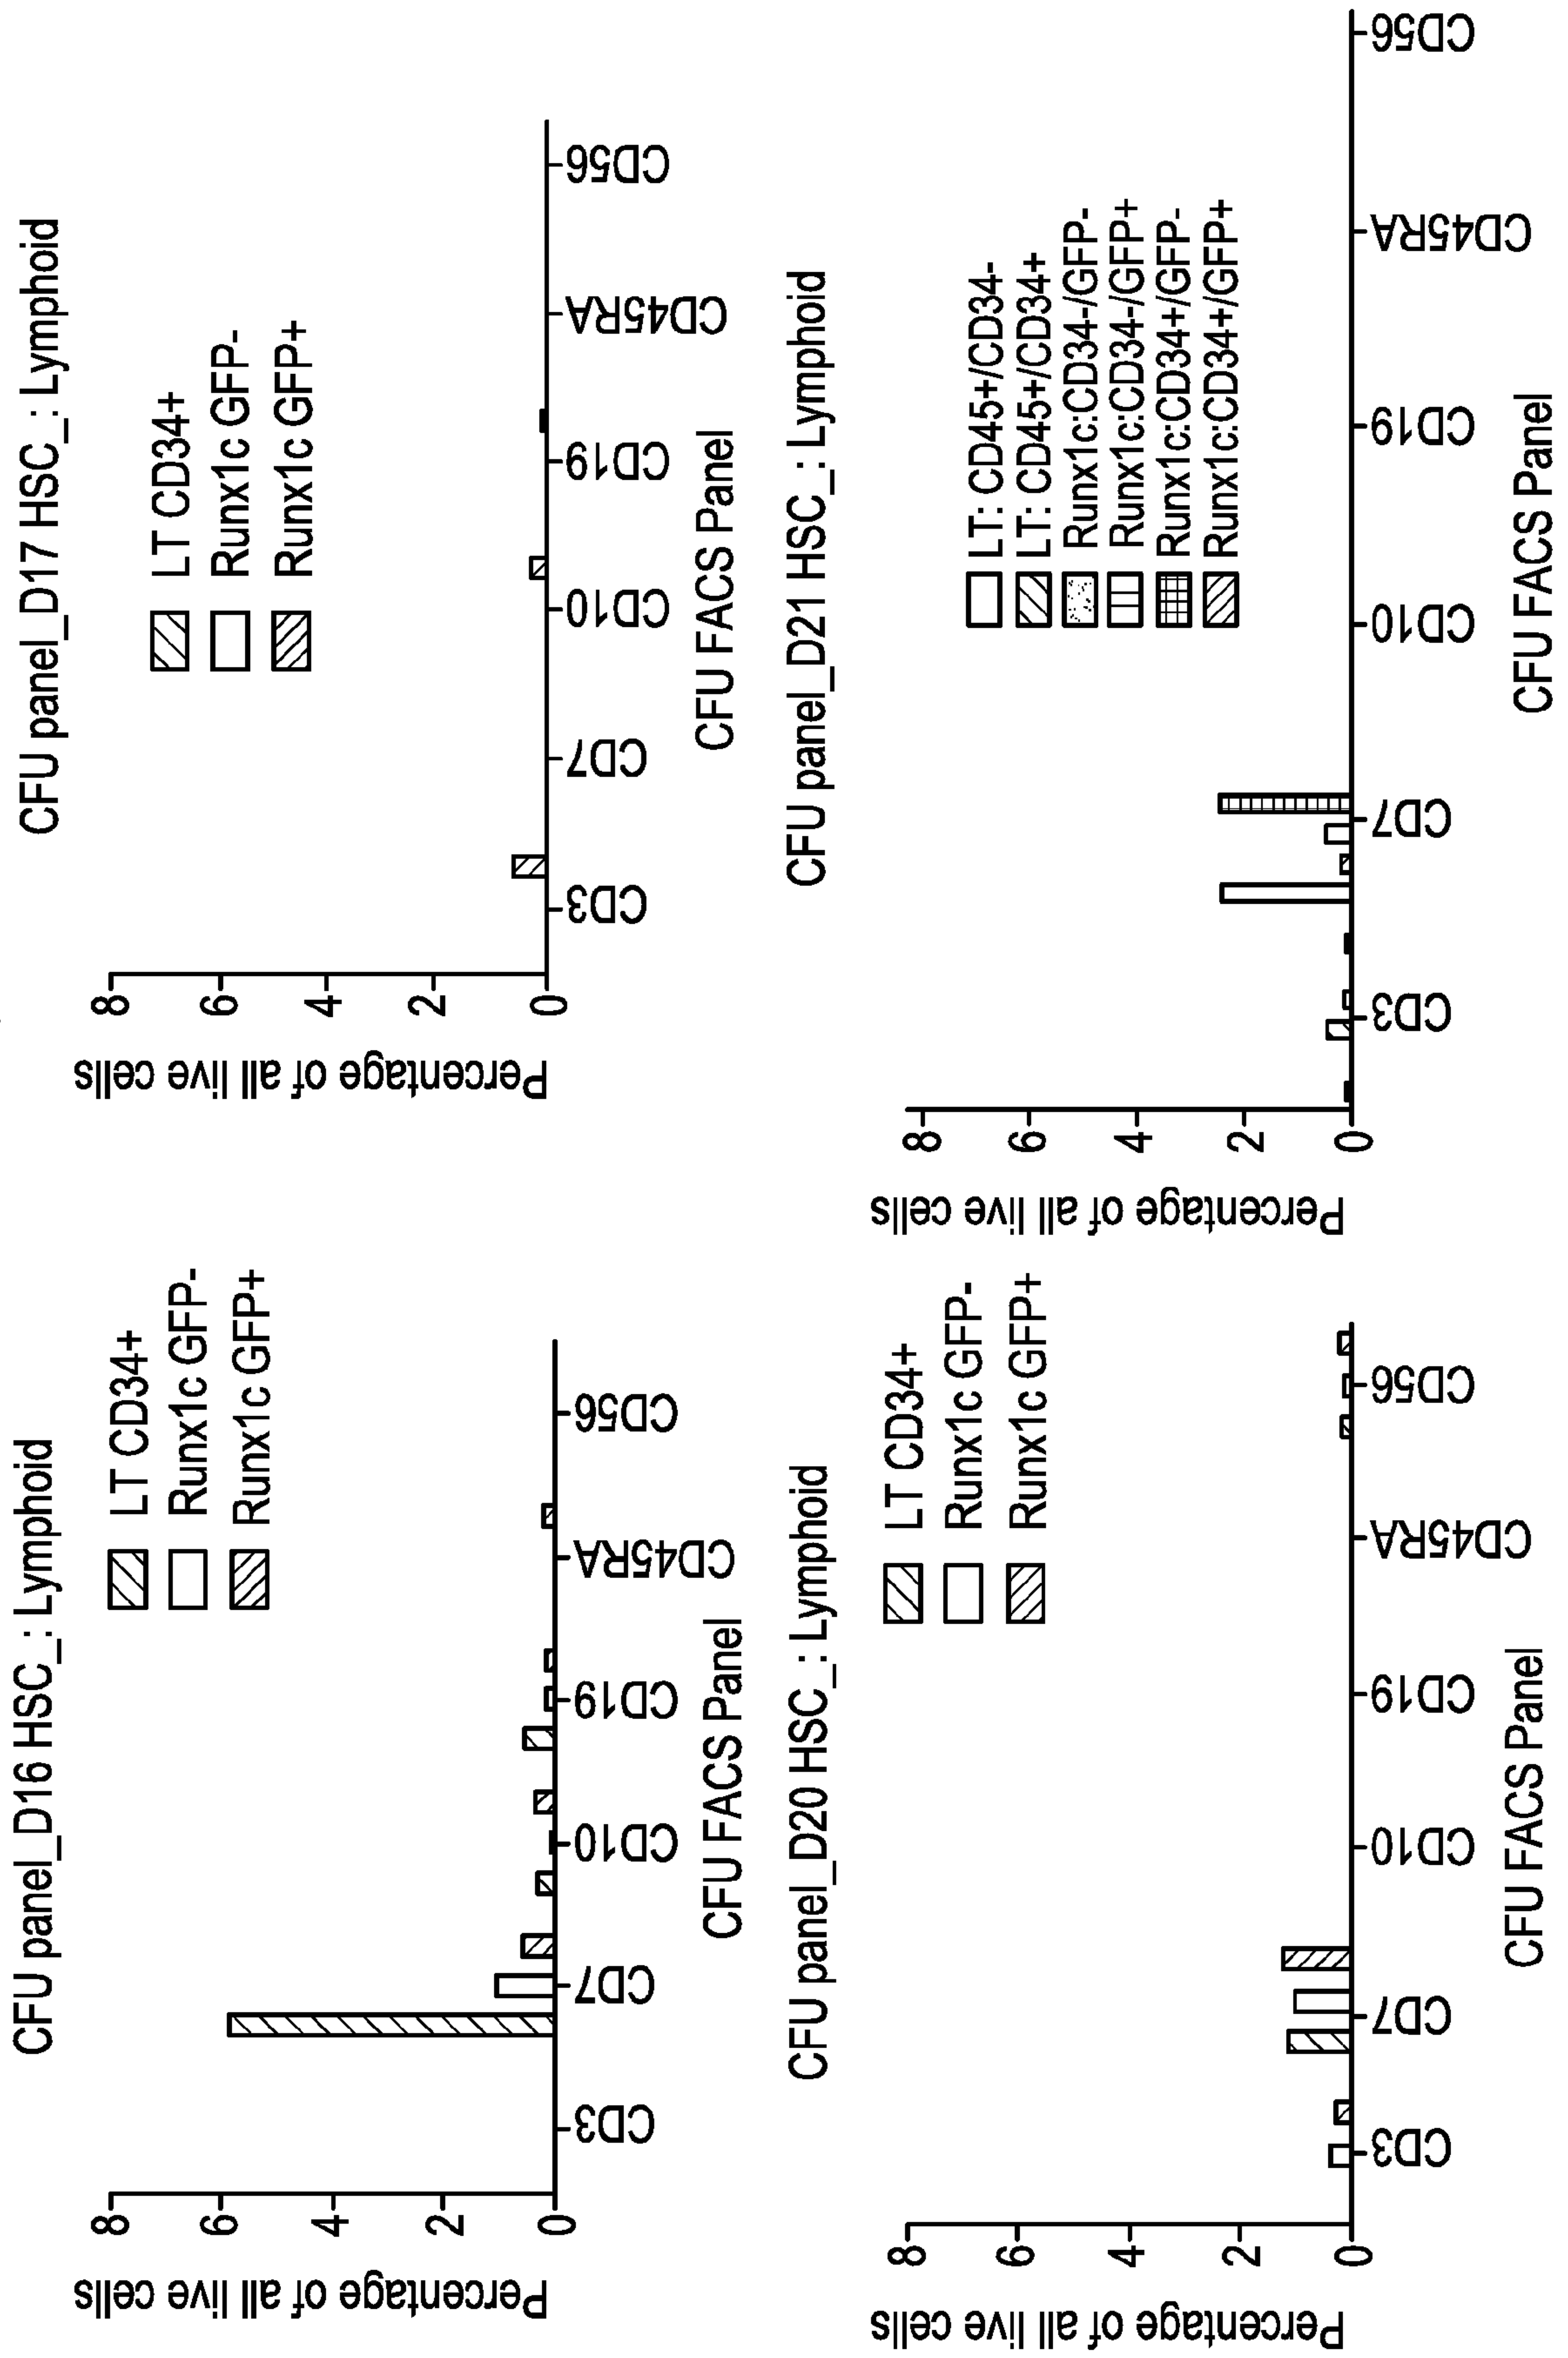 CFU panel_D16 HSC_: Lymphoid
Percentage of all live cells
8
6
4
2
0
LT CD34+
Runx1c GFP-
Runx1c GFP+
CD3
CD7
CD10
CD19
CD45RA
CD56
CFU FACS Panel
CFU panel_D17 HSC_: Lymphoid
Percentage of all live cells
8
6
4
2
0
LT CD34+
Runx1c GFP-
Runx1c GFP+
CD3
CD7
CD10
CD19
CD45RA
CD56
CFU FACS Panel
CFU panel_D20 HSC_: Lymphoid
Percentage of all live cells
8
6
4
2
0
LT CD34+
Runx1c GFP-
Runx1c GFP+
CD3
CD7
CD10
CD19
CD45RA
CD56
CFU FACS Panel
CFU panel_D21 HSC_: Lymphoid
Percentage of all live cells
8
6
4
2
0
LT: CD45+/CD34-
LT: CD45+/CD34+
Runx1c:CD34-/GFP-
Runx1c:CD34-/GFP+
Runx1c:CD34+/GFP-
Runx1c:CD34+/GFP+
CD3
CD7
CD10
CD19
CD45RA
CD56
CFU FACS Panel